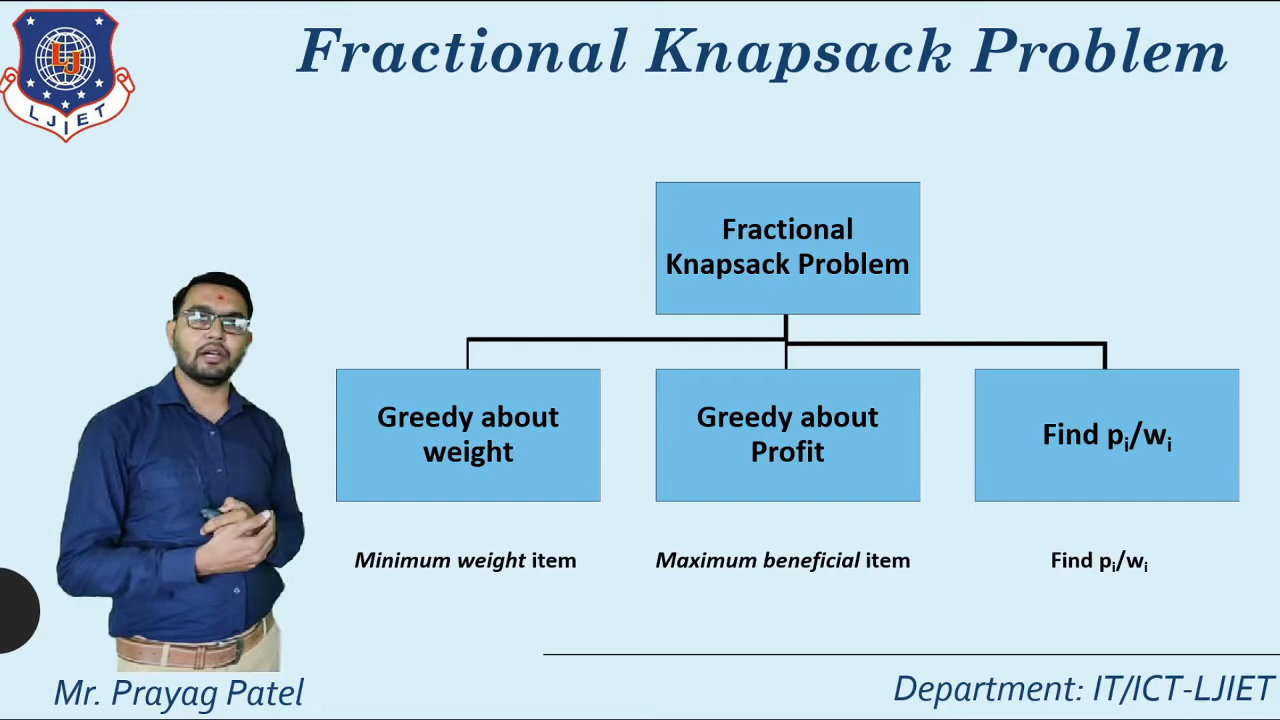 Fractional Knapsack Problem
LJ
LJIET
Fractional
Knapsack Problem
Greedy about
weight
Greedy about
Profit
Find pi/wi
Minimum weight item
Maximum beneficial item
Find pi/wi
Mr. Prayag Patel
Department: IT/ICT-LJIET